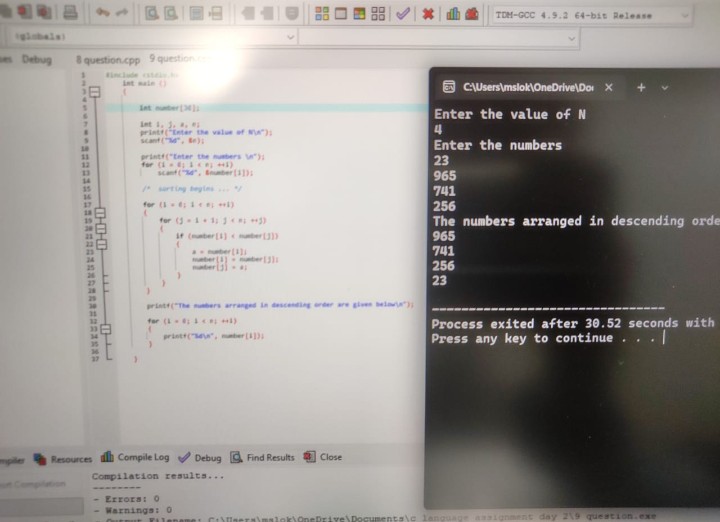 TDM-GCC 4.9.2 64-bit Release
(globals)
Debug
8 question.cpp
9 question
1 #include <stdio.h>
2 int main ()
3 {
4
5 int number[30];
6
7 int i, j, a, n;
8 printf("Enter the value of N\n");
9 scanf("%d", &n);
10
11 printf("Enter the numbers \n");
12 for (i = 0; i < n; ++i)
13 scanf("%d", &number[i]);
14
15 /* sorting begins ... */
16
17 for (i = 0; i < n; ++i)
18 {
19 for (j = i + 1; j < n; ++j)
20 {
21 if (number[i] < number[j])
22 {
23 a = number[i];
24 number[i] = number[j];
25 number[j] = a;
26 }
27 }
28 }
29
30 printf("The numbers arranged in descending order are given below\n");
31
32 for (i = 0; i < n; ++i)
33 {
34 printf("%d\n", number[i]);
35 }
36
37 }
C:\Users\mslok\OneDrive\Do
Enter the value of N
4
Enter the numbers
23
965
741
256
The numbers arranged in descending orde
965
741
256
23
--------------------------------
Process exited after 30.52 seconds with
Press any key to continue . . .
mpiler Resources Compile Log Debug Find Results Close
Compilation results...
--------
- Errors: 0
- Warnings: 0
- Output Filename: C:\Users\mslok\OneDrive\Documents\c language assignment day 2\9 question.exe